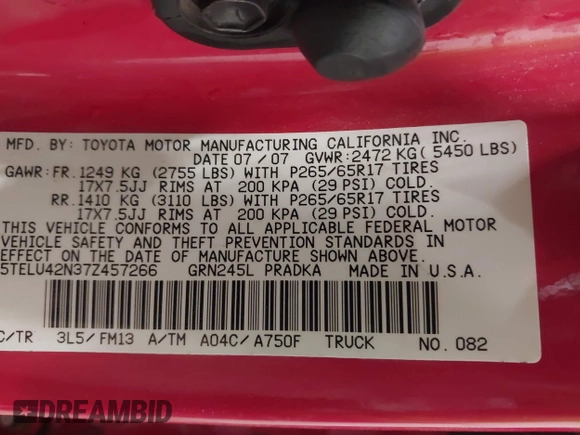 MFD. BY: TOYOTA MOTOR MANUFACTURING CALIFORNIA INC.
DATE 07/07 GVWR:2472 KG( 5450 LBS)
GAWR:FR.1249 KG (2755 LBS) WITH P265/65R17 TIRES
17X7.5JJ RIMS AT 200 KPA (29 PSI) COLD.
RR.1410 KG (3110 LBS) WITH P265/65R17 TIRES
17X7.5JJ RIMS AT 200 KPA (29 PSI) COLD.
THIS VEHICLE CONFORMS TO ALL APPLICABLE FEDERAL MOTOR
VEHICLE SAFETY AND THEFT PREVENTION STANDARDS IN
EFFECT ON THE DATE OF MANUFACTURE SHOWN ABOVE.
5TELU42N37Z457266 GRN245L PRADKA MADE IN U.S.A.
C/TR 3L5/FM13 A/TM A04C/A750F TRUCK NO. 082
DREAMBID